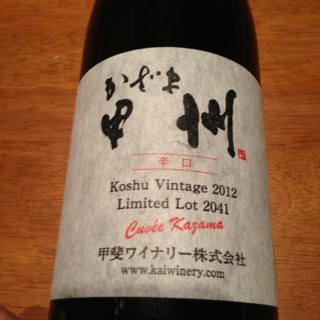 かざま
甲州
辛口
Koshu Vintage 2012
Limited Lot 2041
Cuvée Kazama
甲斐ワイナリー株式会社
www.kaiwinery.com